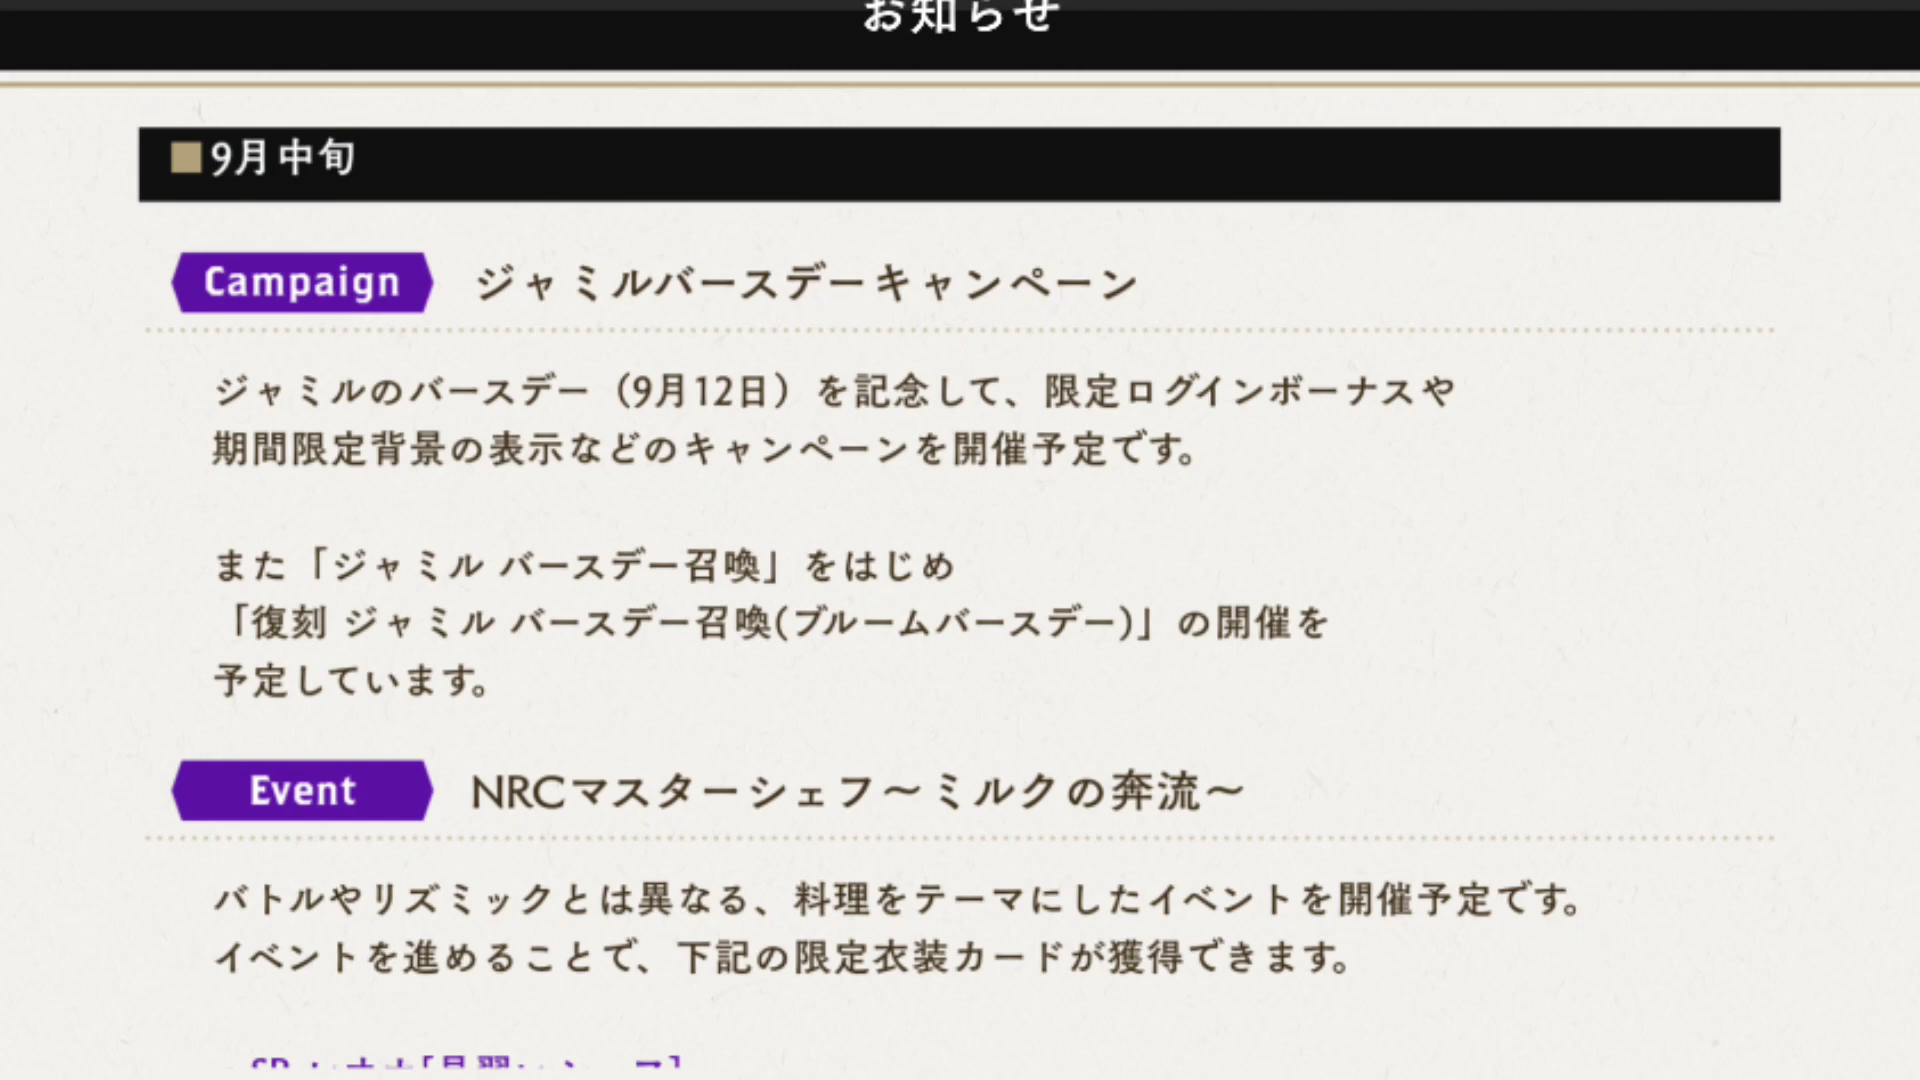 お知らせ
■9月中旬
Campaign ジャミルバースデーキャンペーン
ジャミルのバースデー（9月12日）を記念して、限定ログインボーナスや
期間限定背景の表示などのキャンペーンを開催予定です。
また「ジャミル バースデー召喚」をはじめ
「復刻 ジャミル バースデー召喚(ブルームバースデー)」の開催を
予定しています。
Event NRCマスターシェフ～ミルクの奔流～
バトルやリズミックとは異なる、料理をテーマにしたイベントを開催予定です。
イベントを進めることで、下記の限定衣装カードが獲得できます。